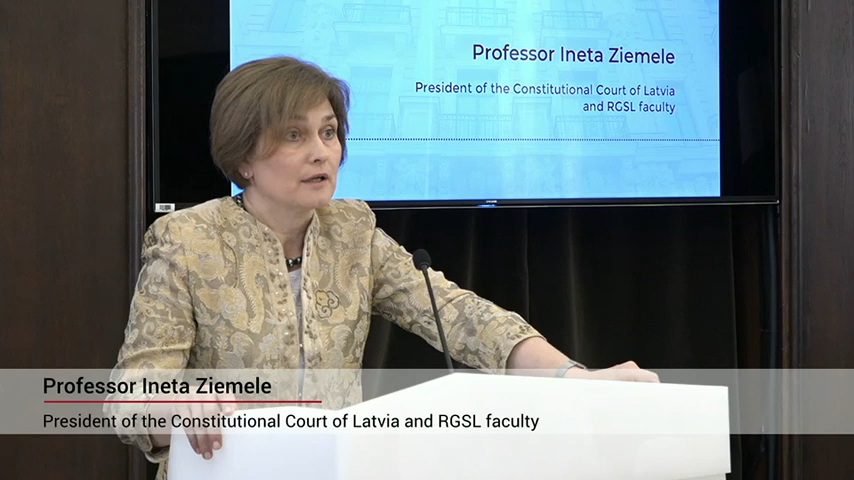 Professor Ineta Ziemele
President of the Constitutional Court of Latvia
and RGSL faculty
Professor Ineta Ziemele
President of the Constitutional Court of Latvia and RGSL faculty